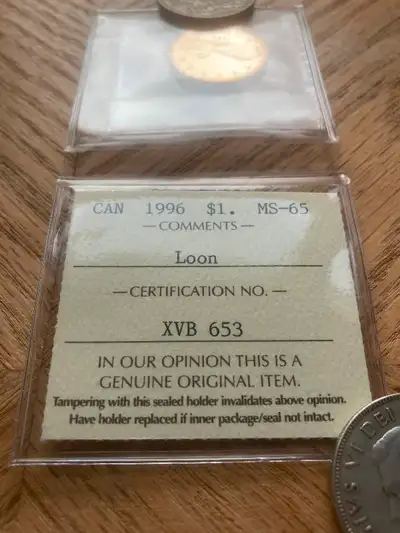 CAN 1996 $1. MS-65
—COMMENTS—
Loon
—CERTIFICATION NO.—
XVB 653
IN OUR OPINION THIS IS A
GENUINE ORIGINAL ITEM.
Tampering with this sealed holder invalidates above opinion.
Have holder replaced if inner package/seal not intact.
DEI